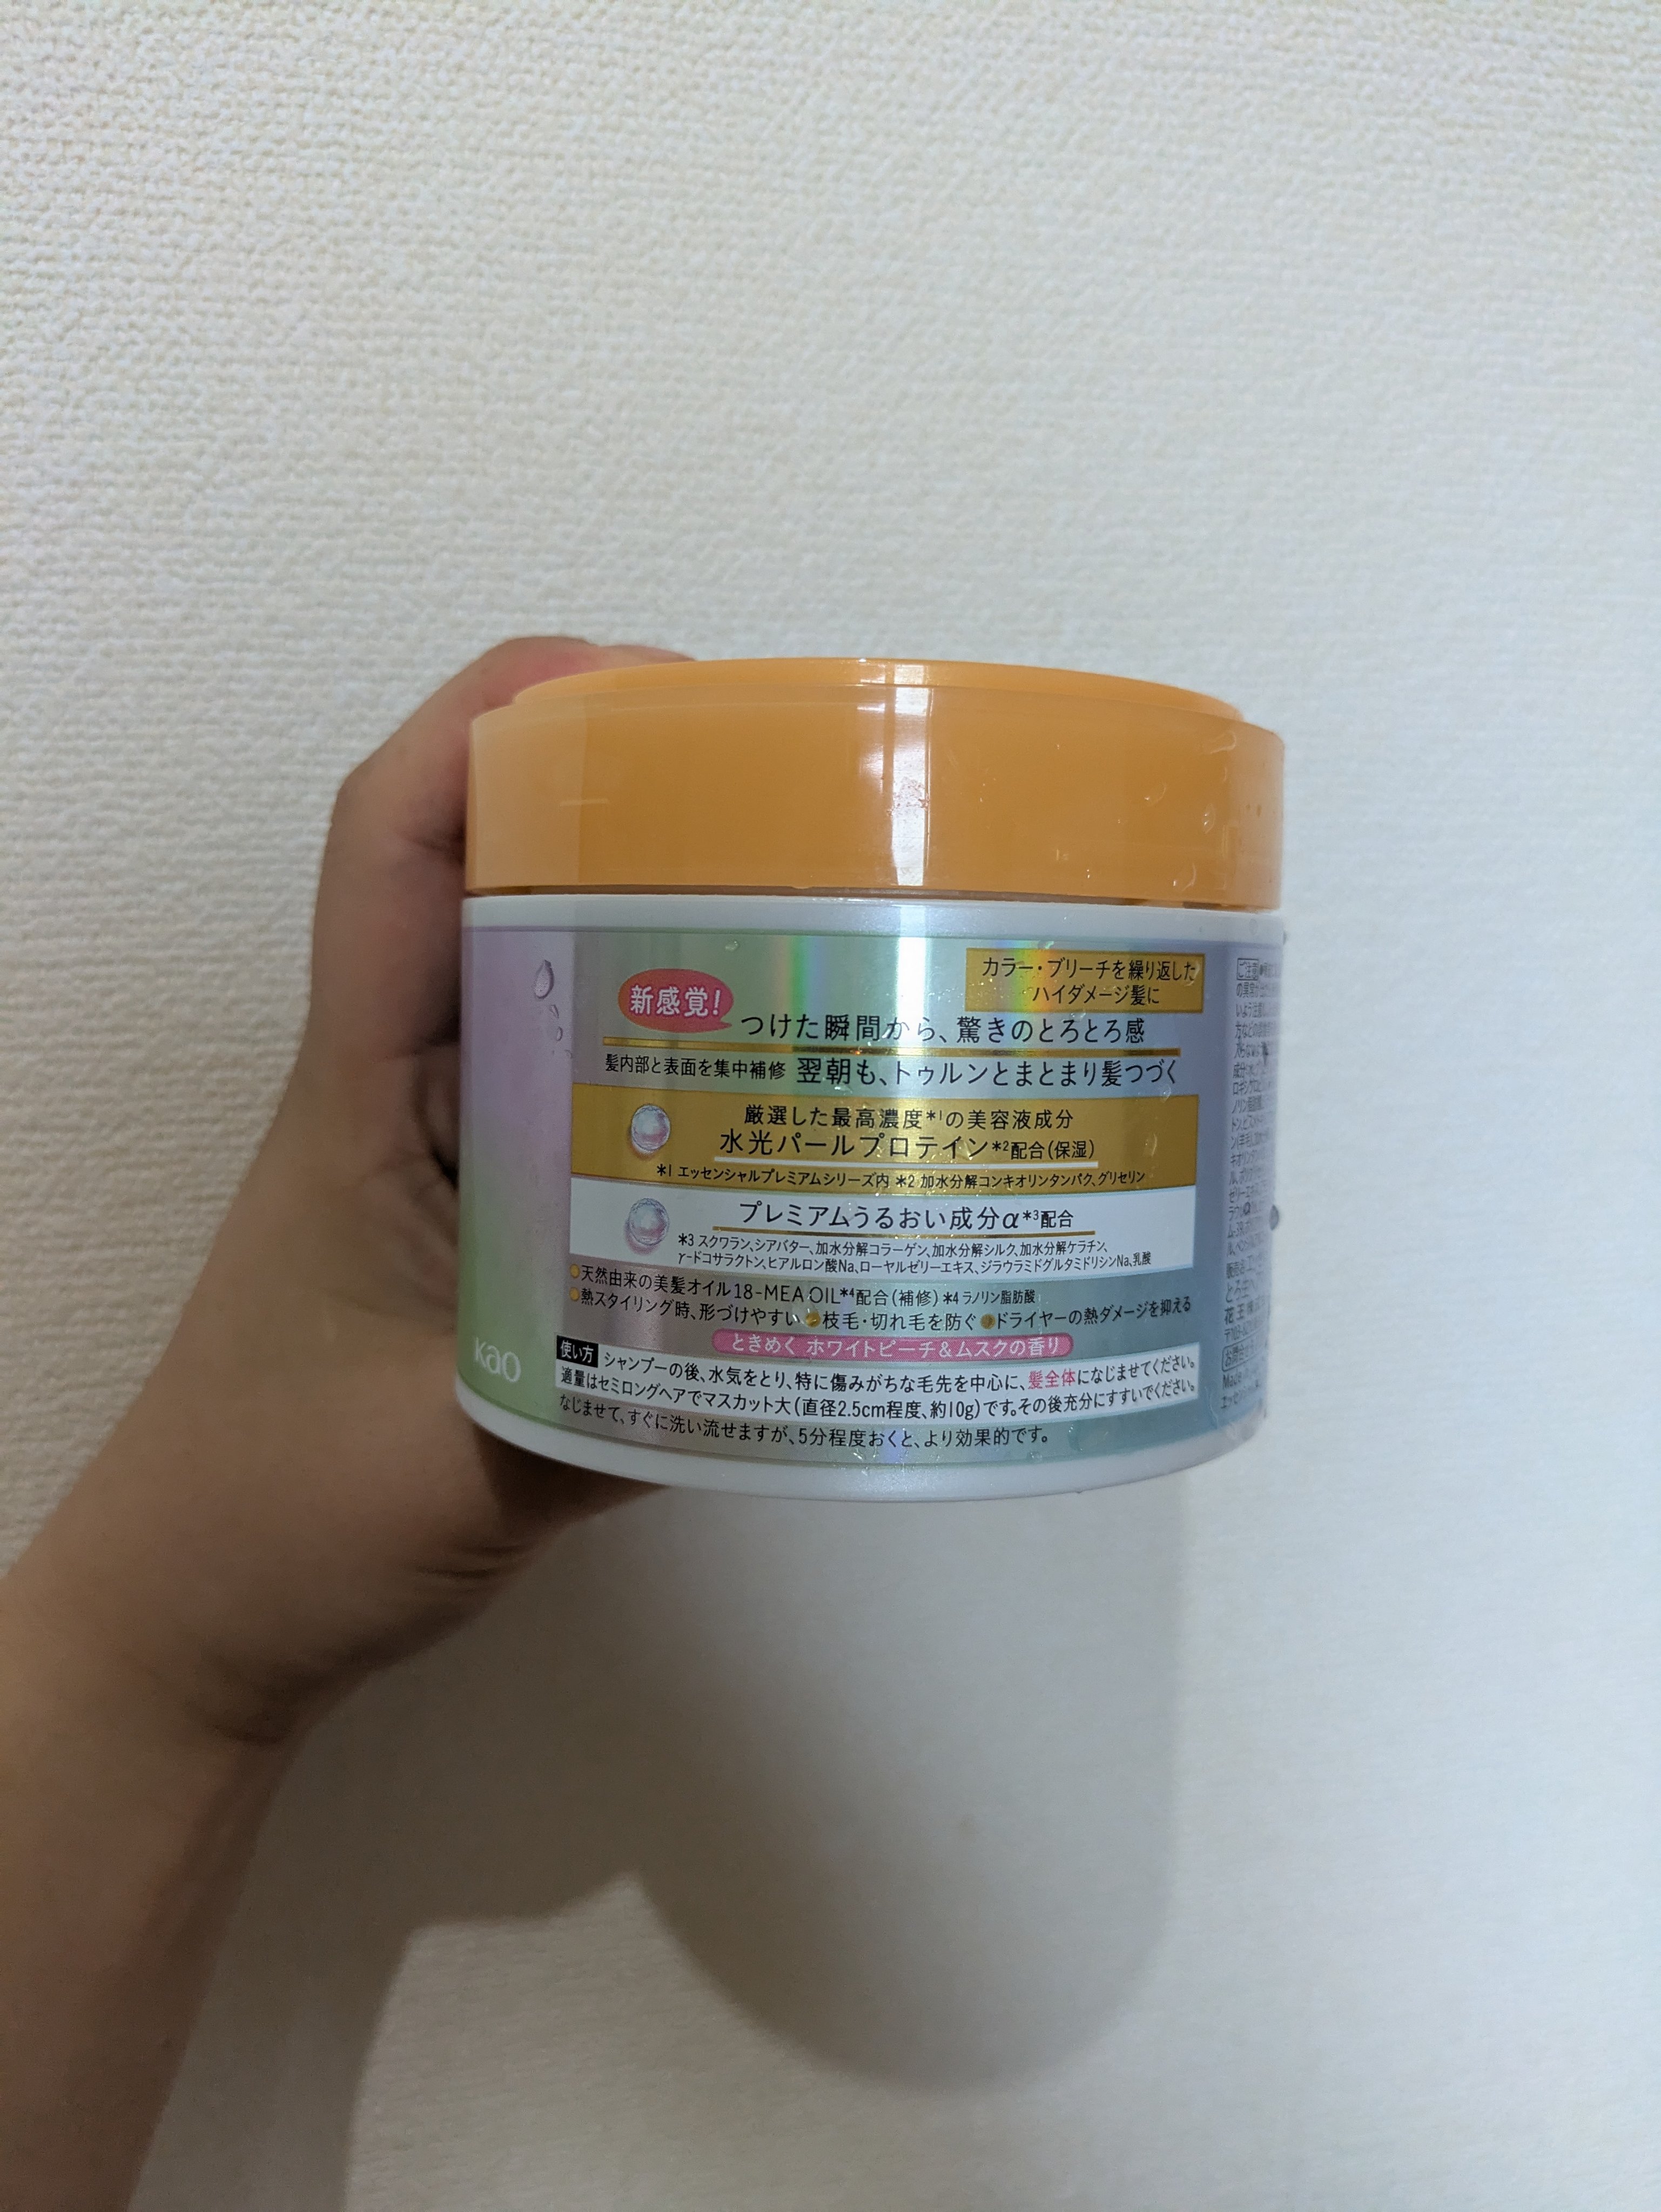 カラー・ブリーチを繰り返した
ハイダメージ髪に
新感覚!
つけた瞬間から、驚きのとろとろ感
髪内部と表面を集中補修 翌朝も、トゥルンとまとまり髪つづく
厳選した最高濃度*1の美容液成分
水光パールプロテイン*2配合(保湿)
*1 エッセンシャルプレミアムシリーズ内 *2 加水分解コンキオリンタンパク、グリセリン
プレミアムうるおい成分α*3配合
*3 スクワラン、シアバター、加水分解コラーゲン、加水分解シルク、加水分解ケラチン、
γ-ドコサラクトン、ヒアルロン酸Na、ローヤルゼリーエキス、ジラウラミドグルタミドリシンNa、乳酸
天然由来の美髪オイル18-MEA OIL*4配合(補修) *4 ラノリン脂肪酸
熱スタイリング時、形づけやすい 枝毛・切れ毛を防ぐ ドライヤーの熱ダメージを抑える
ときめく ホワイトピーチ&ムスクの香り
使い方 シャンプーの後、水気をとり、特に傷みがちな毛先を中心に、髪全体になじませてください。
適量はセミロングヘアでマスカット大(直径2.5cm程度、約10g)です。その後充分にすすいでください。
なじませて、すぐに洗い流せますが、5分程度おくと、より効果的です。
kao
ご注意